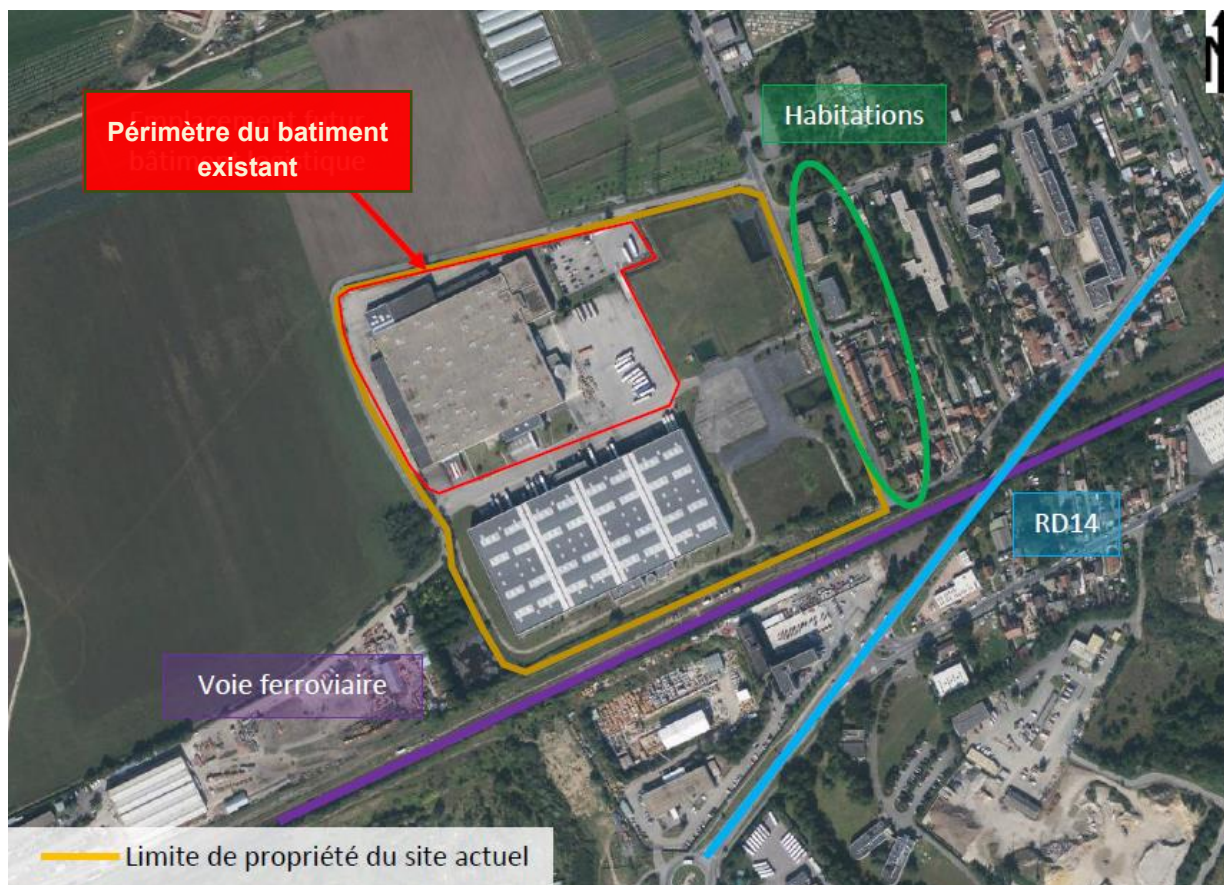 Périmètre du batiment
existant
Habitations
N
RD14
Voie ferroviaire
Limite de propriété du site actuel